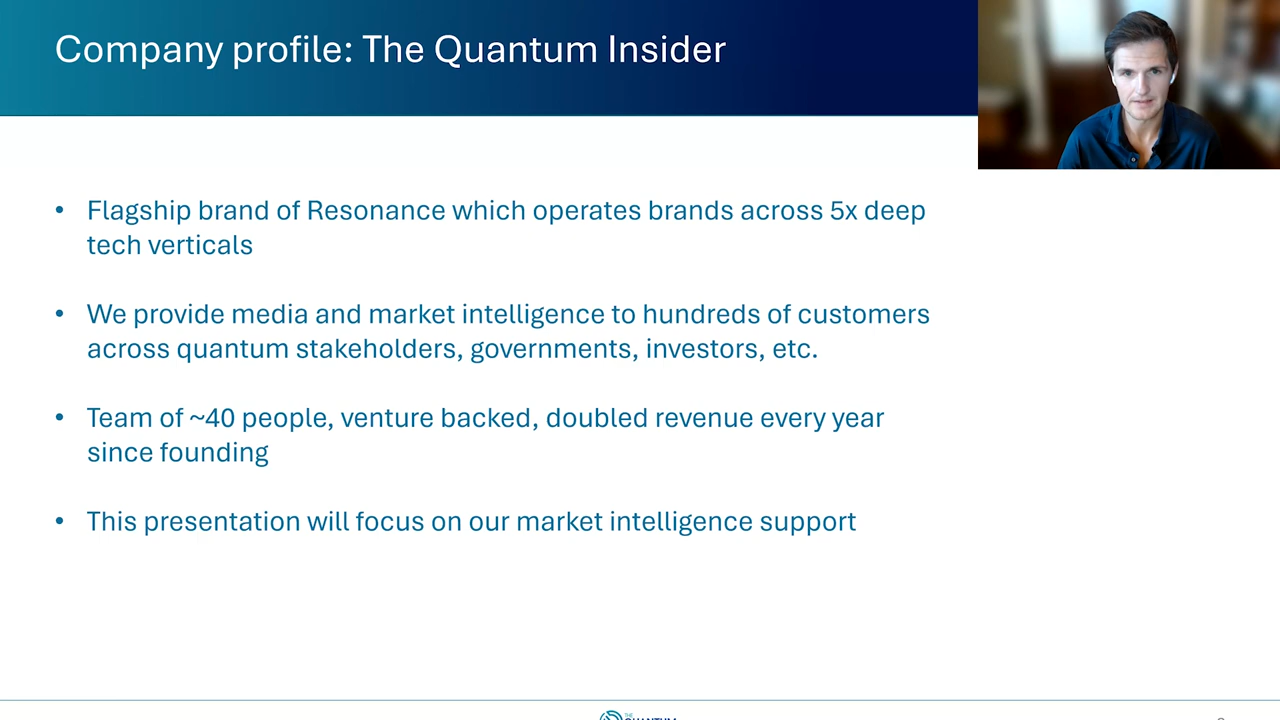 Company profile: The Quantum Insider
• Flagship brand of Resonance which operates brands across 5x deep
tech verticals
• We provide media and market intelligence to hundreds of customers
across quantum stakeholders, governments, investors, etc.
• Team of ~40 people, venture backed, doubled revenue every year
since founding
• This presentation will focus on our market intelligence support
THE
QUANTUM